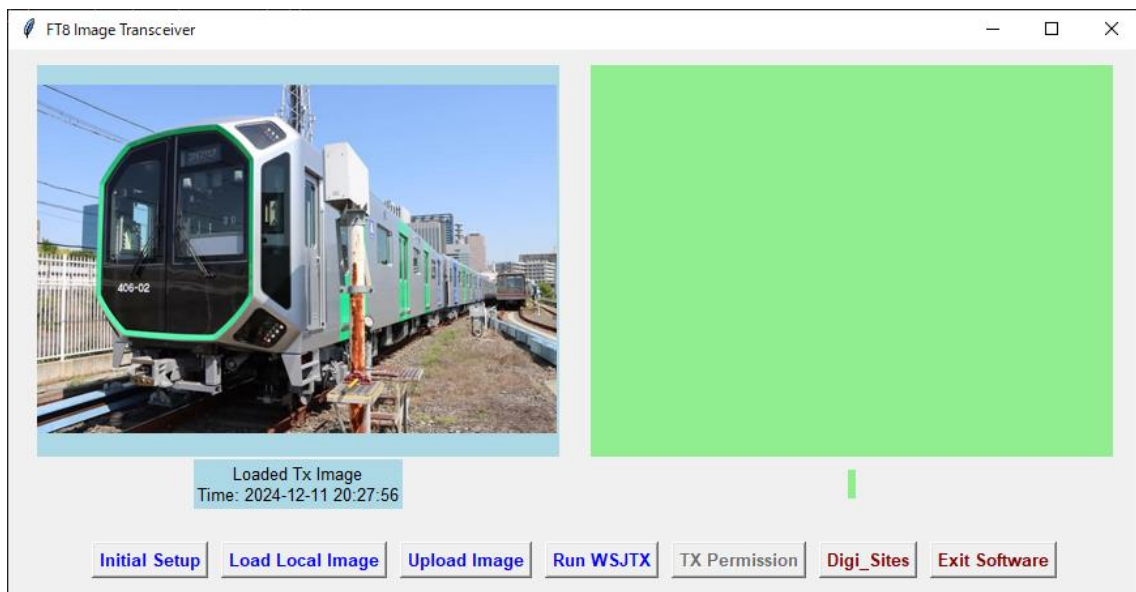 FT8 Image Transceiver
406-02
Loaded Tx Image
Time: 2024-12-11 20:27:56
Initial Setup
Load Local Image
Upload Image
Run WSJTX
TX Permission
Digi_Sites
Exit Software